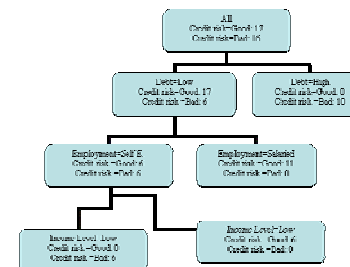 All
Credit risk=Good: 17
Credit risk=Bad: 16
Debt=Low
Credit risk=Good: 17
Credit risk =Bad: 6
Debt=High
Credit risk=Good: 0
Credit risk =Bad: 10
Employment=Self E
Credit risk =Good: 6
Credit risk =Bad: 6
Employment=Salaried
Credit risk =Good: 11
Credit risk =Bad: 0
Income Level=Low
Credit risk =Good: 6
Credit risk =Bad: 0
Income Level Low
Credit risk=Good: 0
Credit risk =Bad: 6